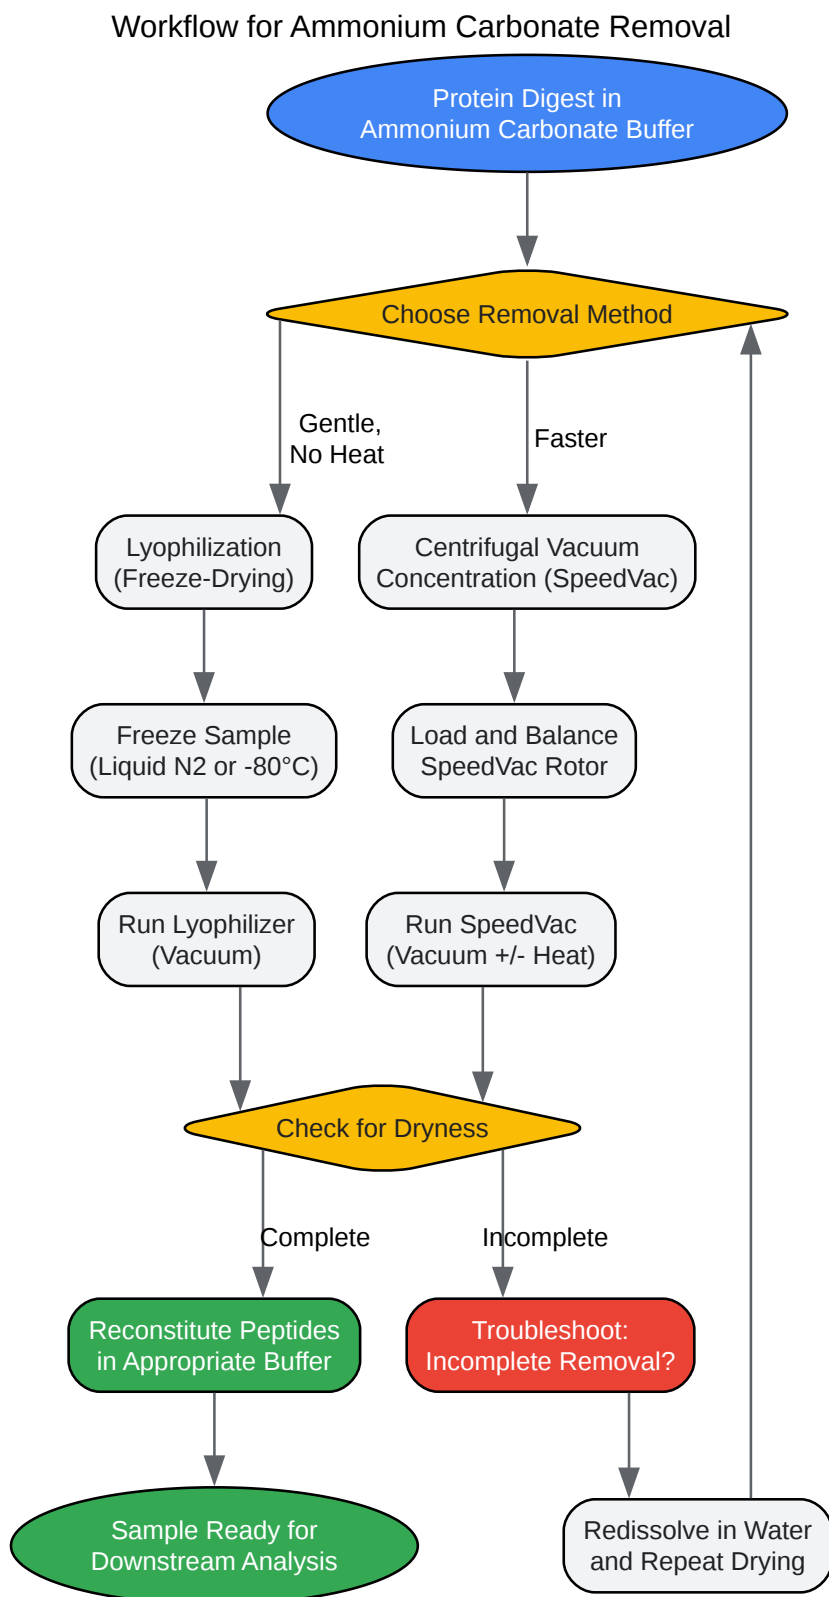 Workflow for Ammonium Carbonate Removal
Protein Digest in
Ammonium Carbonate Buffer
Choose Removal Method
Gentle,
No Heat
Faster
Lyophilization
(Freeze-Drying)
Centrifugal Vacuum
Concentration (SpeedVac)
Freeze Sample
(Liquid N2 or -80°C)
Load and Balance
SpeedVac Rotor
Run Lyophilizer
(Vacuum)
Run SpeedVac
(Vacuum +/- Heat)
Check for Dryness
Complete
Incomplete
Reconstitute Peptides
in Appropriate Buffer
Troubleshoot:
Incomplete Removal?
Sample Ready for
Downstream Analysis
Redissolve in Water
and Repeat Drying